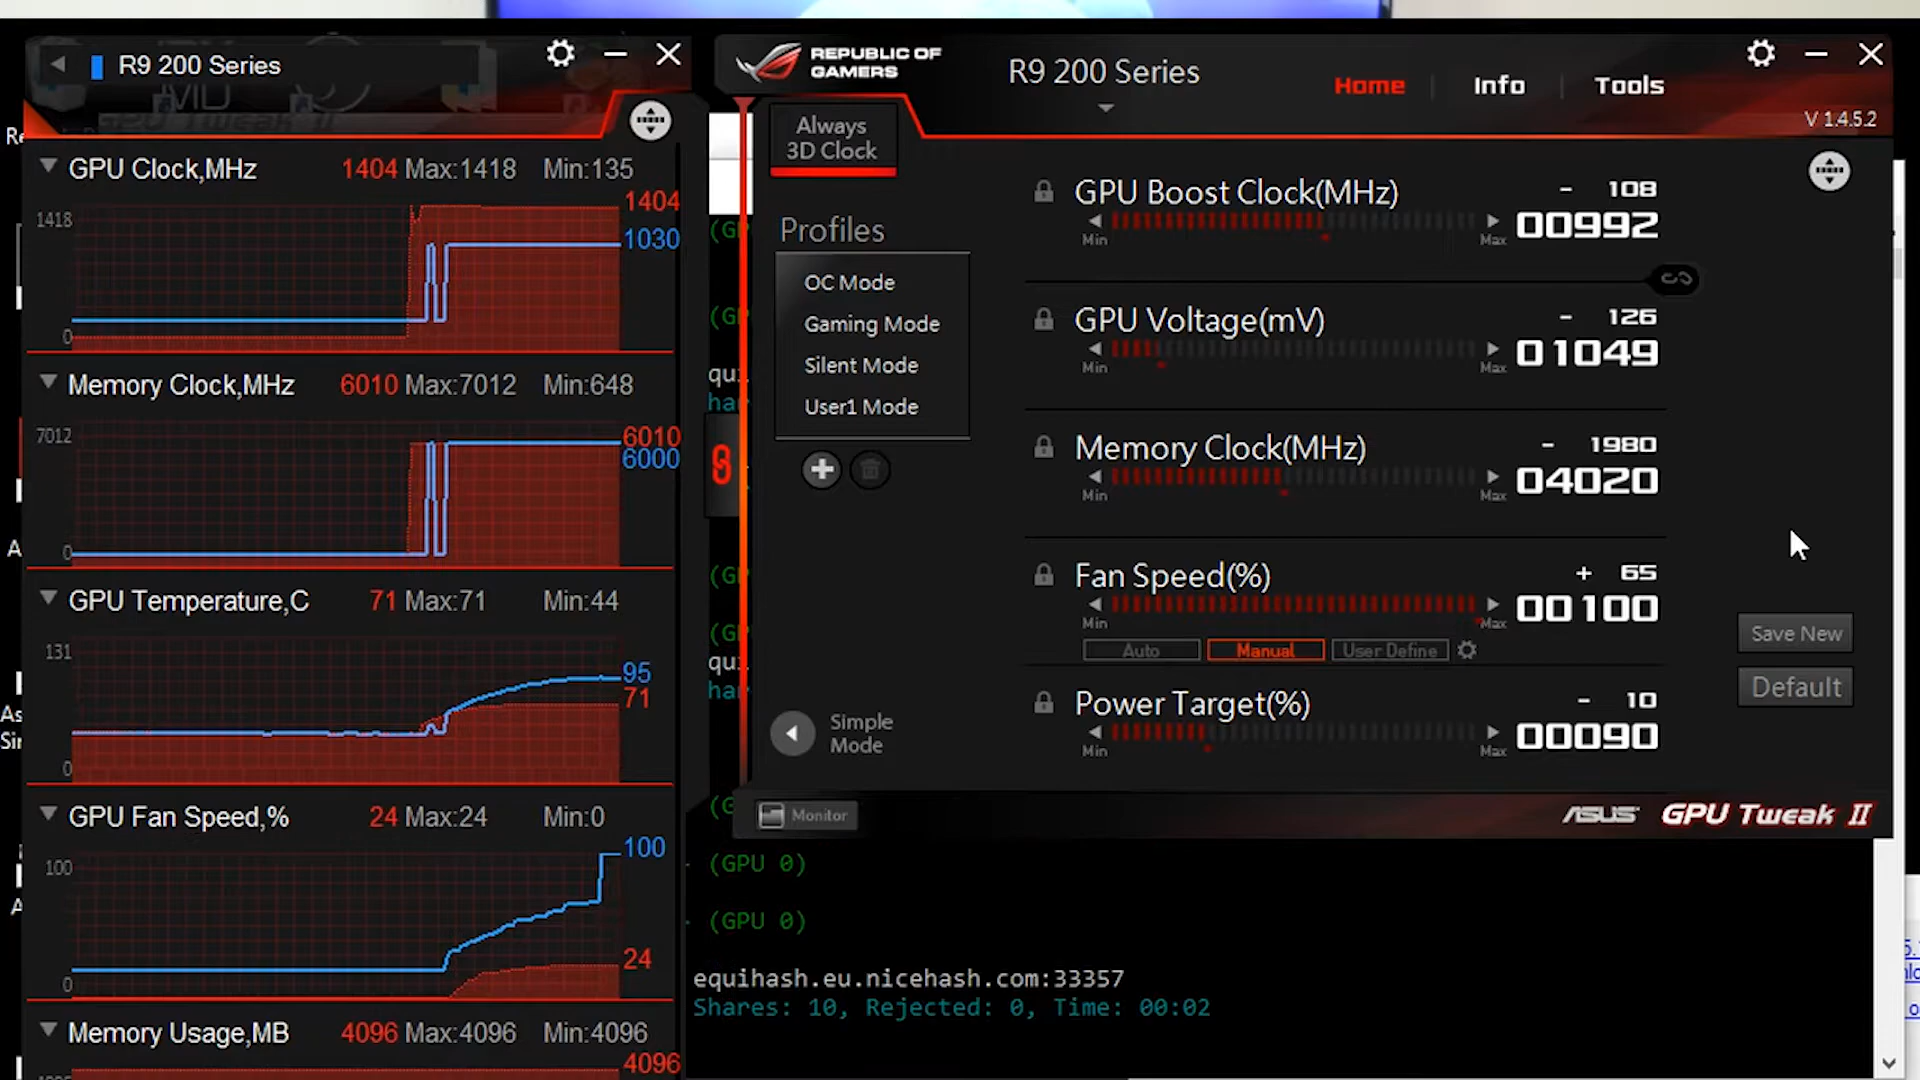 R9 200 Series
GPU Clock,MHz 1404 Max:1418 Min:135
1404
1418
1030
0
Memory Clock,MHz 6010 Max:7012 Min:648
7012
6010
6000
0
GPU Temperature,C 71 Max:71 Min:44
131
95
71
0
GPU Fan Speed,% 24 Max:24 Min:0
100
100
24
0
Memory Usage,MB 4096 Max:4096 Min:4096
4096
REPUBLIC OF
GAMERS
R9 200 Series
Home
Info
Tools
V 1.4.5.2
Always
3D Clock
Profiles
OC Mode
Gaming Mode
Silent Mode
User1 Mode
Simple
Mode
GPU Boost Clock(MHz) - 108
Min Max 00992
GPU Voltage(mV) - 126
Min Max 01049
Memory Clock(MHz) - 1980
Min Max 04020
Fan Speed(%) + 65
Min Max 00100
Auto Manual User Define
Power Target(%) - 10
Min Max 00090
Save New
Default
Monitor
ASUS GPU Tweak II
(GPU 0)
(GPU 0)
equihash.eu.nicehash.com:33357
Shares: 10, Rejected: 0, Time: 00:02